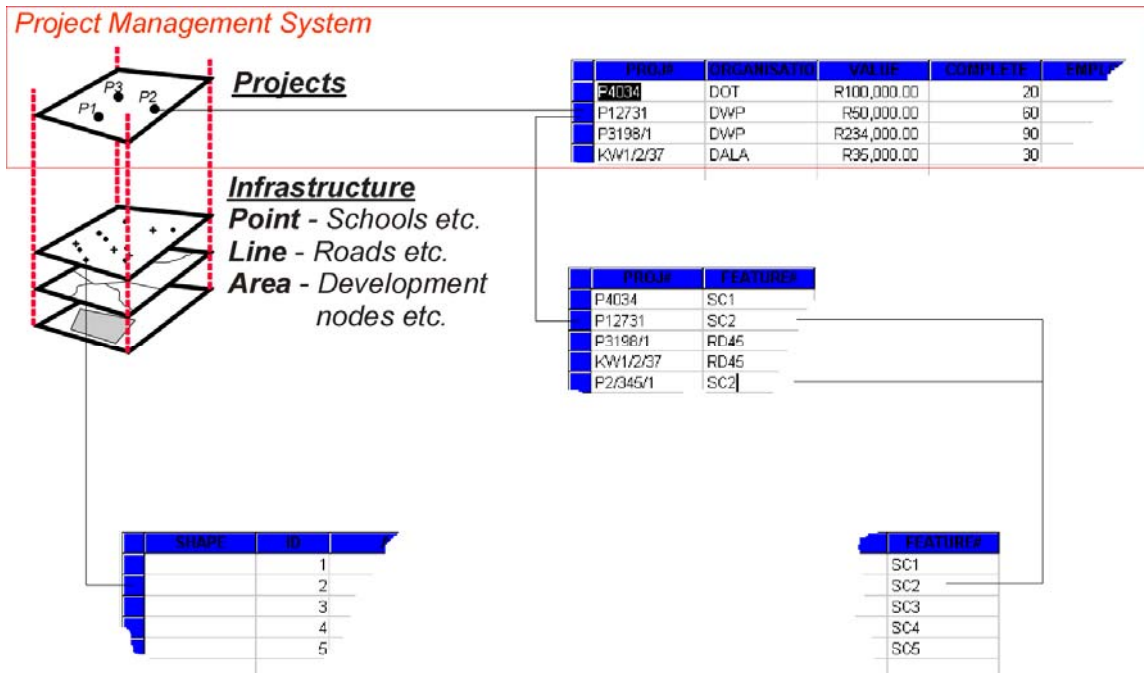 Project Management System
P1 P3 P2
Projects
PROJ# ORGANISATIO VALUE COMPLETE EMPL
P4034 DOT R100,000.00 20
P12731 DWP R50,000.00 60
P3198/1 DWP R234,000.00 90
KW1/2/37 DALA R35,000.00 30
Infrastructure
Point - Schools etc.
Line - Roads etc.
Area - Development
nodes etc.
PROJ# FEATURE#
P4034 SC1
P12731 SC2
P3198/1 RD45
KW1/2/37 RD45
P2/345/1 SC2
SHAPE ID
1
2
3
4
5
FEATURE#
SC1
SC2
SC3
SC4
SC5